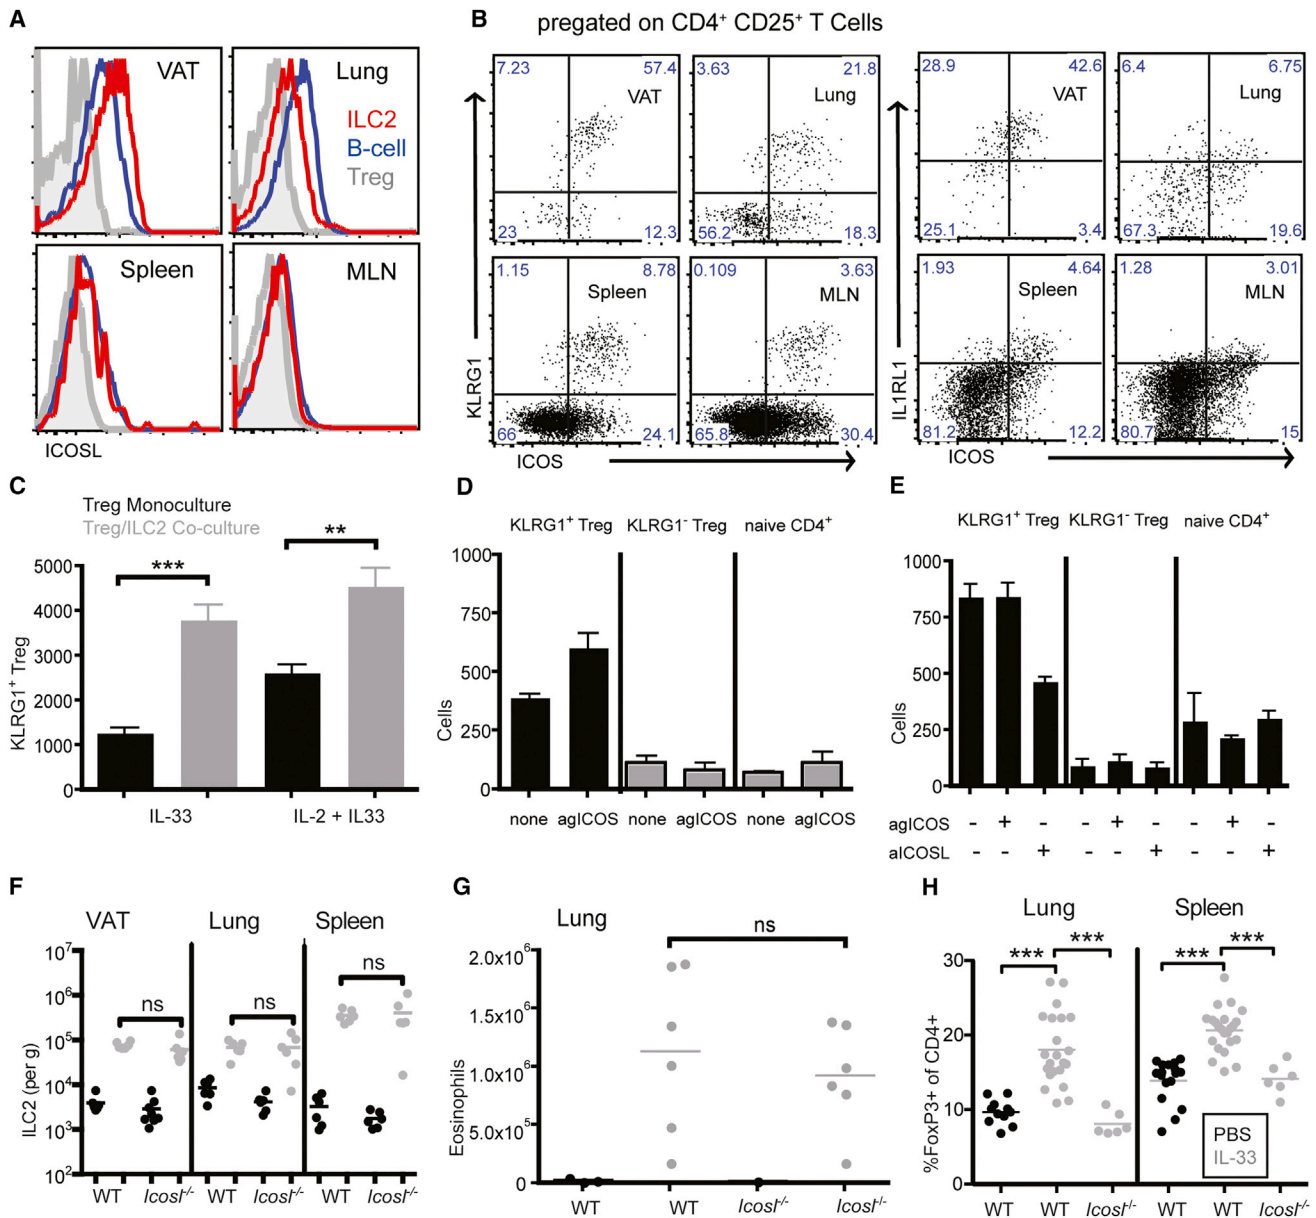 A
VAT
Lung
ILC2
B-cell
Treg
Spleen
MLN
ICOSL
B
pregated on CD4+ CD25+ T Cells
7.23
57.4
VAT
23
12.3
3.63
21.8
Lung
56.2
18.3
1.15
8.78
Spleen
66
24.1
0.109
3.63
MLN
65.8
30.4
KLRG1
ICOS
28.9
42.6
VAT
25.1
3.4
6.4
6.75
Lung
67.3
19.6
1.93
4.64
Spleen
81.2
12.2
1.28
3.01
MLN
80.7
15
IL1RL1
ICOS
C
Treg Monoculture
Treg/ILC2 Co-culture
***
**
5000
4000
3000
2000
1000
0
KLRG1+ Treg
IL-33
IL-2 + IL33
D
KLRG1+ Treg
KLRG1- Treg
naive CD4+
1000
750
500
250
0
Cells
none agICOS none agICOS none agICOS
E
KLRG1+ Treg
KLRG1- Treg
naive CD4+
1000
750
500
250
0
Cells
agICOS - + - - + - - + -
aICOSL - - + - - + - - +
F
VAT
Lung
Spleen
ns
ns
ns
10^7
10^6
10^5
10^4
10^3
10^2
ILC2 (per g)
WT Icosl-/- WT Icosl-/- WT Icosl-/-
G
Lung
ns
2.0x10^6
1.5x10^6
1.0x10^6
5.0x10^5
0
Eosinophils
WT WT Icosl-/- Icosl-/-
H
Lung
Spleen
*** *** *** ***
30
20
10
0
%FoxP3+ of CD4+
PBS
IL-33
WT WT Icosl-/- WT WT Icosl-/-